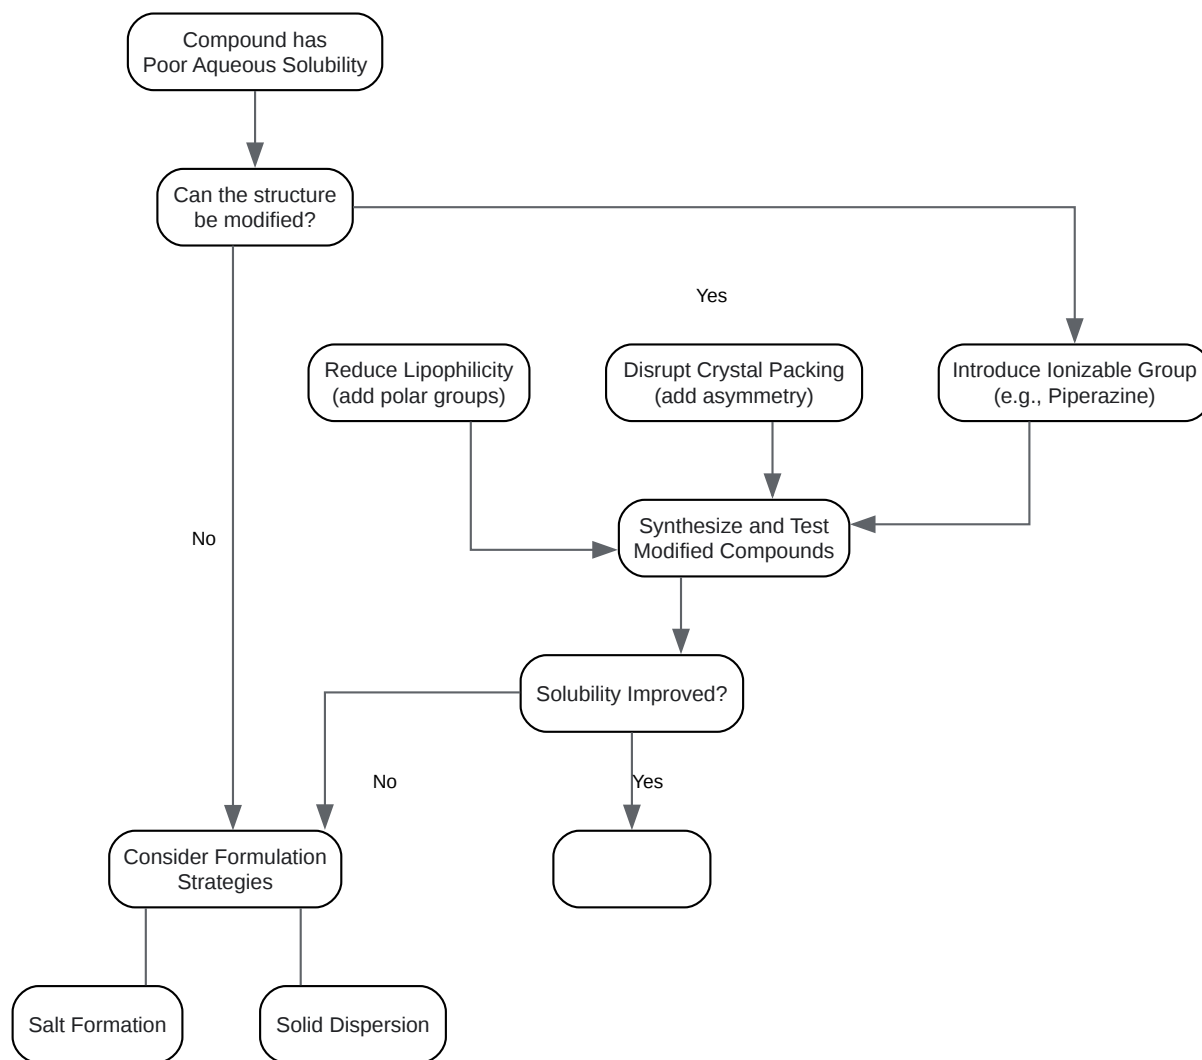 Compound has
Poor Aqueous Solubility
Can the structure
be modified?
Yes
Reduce Lipophilicity
(add polar groups)
Disrupt Crystal Packing
(add asymmetry)
Introduce Ionizable Group
(e.g., Piperazine)
No
Synthesize and Test
Modified Compounds
Solubility Improved?
No
Yes
Consider Formulation
Strategies
Salt Formation
Solid Dispersion